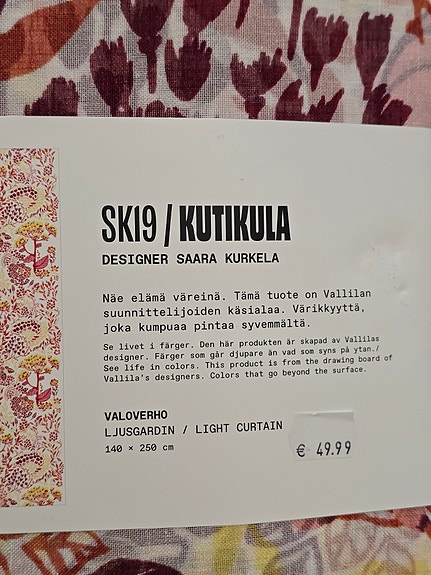 SK19 / KUTIKULA
DESIGNER SAARA KURKELA
Näe elämä väreinä. Tämä tuote on Vallilan
suunnittelijoiden käsialaa. Värikkyyttä,
joka kumpuaa pintaa syvemmältä.
Se livet i färger. Den här produkten är skapad av Vallilas
designer. Färger som går djupare än vad som syns på ytan./
See life in colors. This product is from the drawing board of
Vallila's designers. Colors that go beyond the surface.
VALOVERHO
LJUSGARDIN / LIGHT CURTAIN
140 × 250 cm
€ 49.99